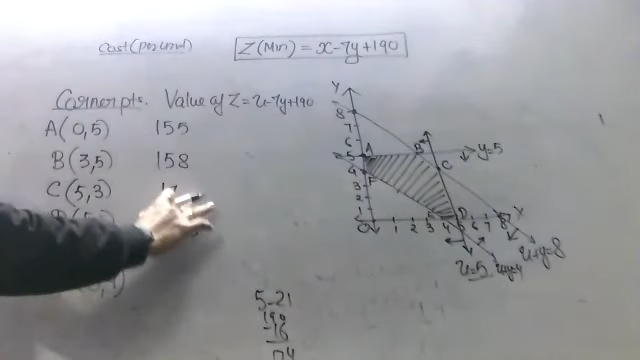 Cost (
Z(Min) = x-7y+190
Corner pts. Value of Z = x-7y+190
A(0,5) 155
B(3,5) 158
C(5,3)
5-21
190
-16
174
Y
8
7
6
5
4
3
2
1
O 1 2 3 4 5 6 7 8
A
B
C
D
E
F
y=5
x=5
x+y=4
x+y=8